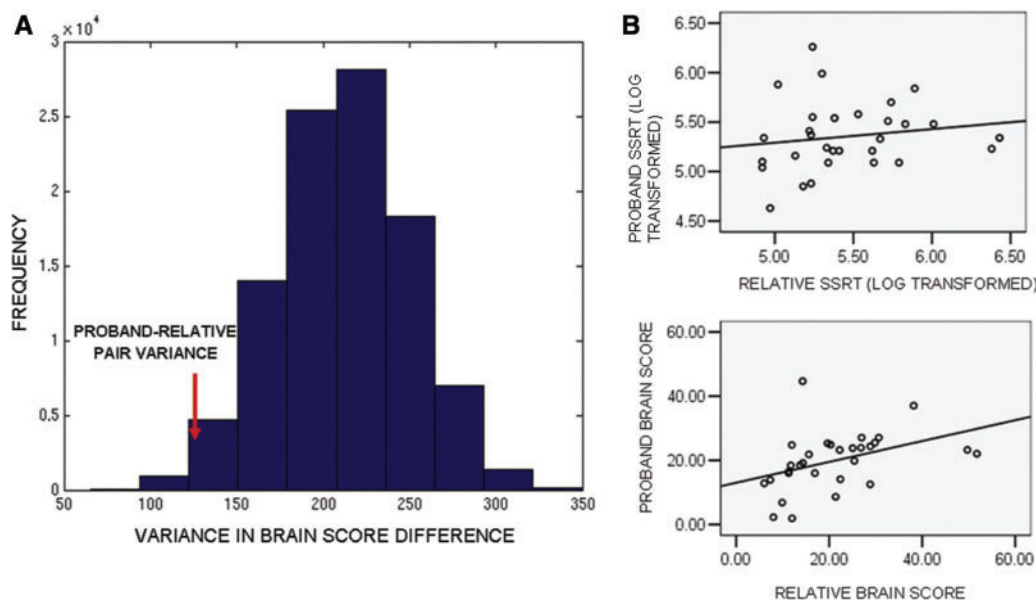 A
× 10⁴
3
2.5
2
1.5
1
0.5
0
FREQUENCY
PROBAND-RELATIVE
PAIR VARIANCE
50 100 150 200 250 300 350
VARIANCE IN BRAIN SCORE DIFFERENCE
B
PROBAND SSRT (LOG
TRANSFORMED)
6.50
6.00
5.50
5.00
4.50
5.00 5.50 6.00 6.50
RELATIVE SSRT (LOG TRANSFORMED)
PROBAND BRAIN SCORE
60.00
40.00
20.00
0.00
0.00 20.00 40.00 60.00
RELATIVE BRAIN SCORE